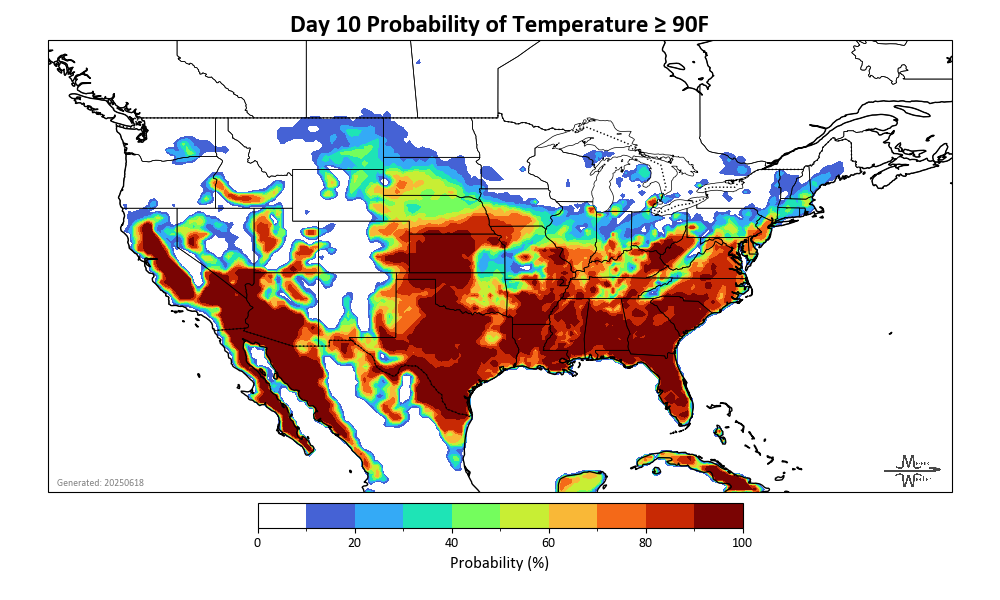 Day 10 Probability of Temperature ≥ 90F
Generated: 20250618
0 20 40 60 80 100
Probability (%)